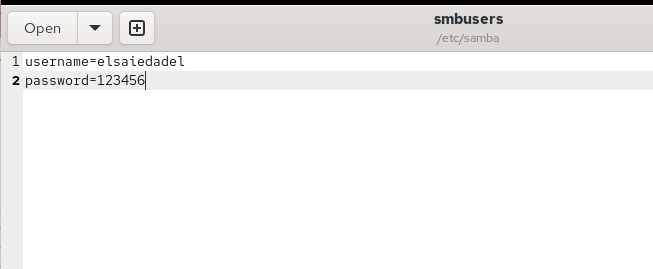 Open
smbusers
/etc/samba
1 username=elsaiedadel
2 password=123456